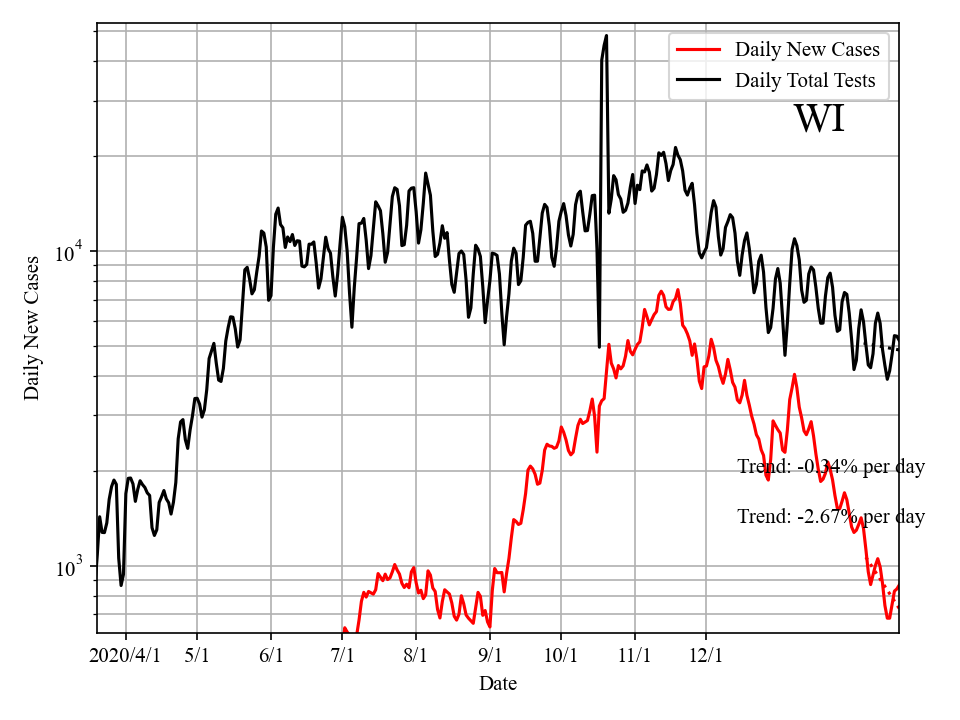 Daily New Cases
Daily Total Tests
WI
10^4
10^3
Daily New Cases
Trend: -0.34% per day
Trend: -2.67% per day
2020/4/1 5/1 6/1 7/1 8/1 9/1 10/1 11/1 12/1
Date